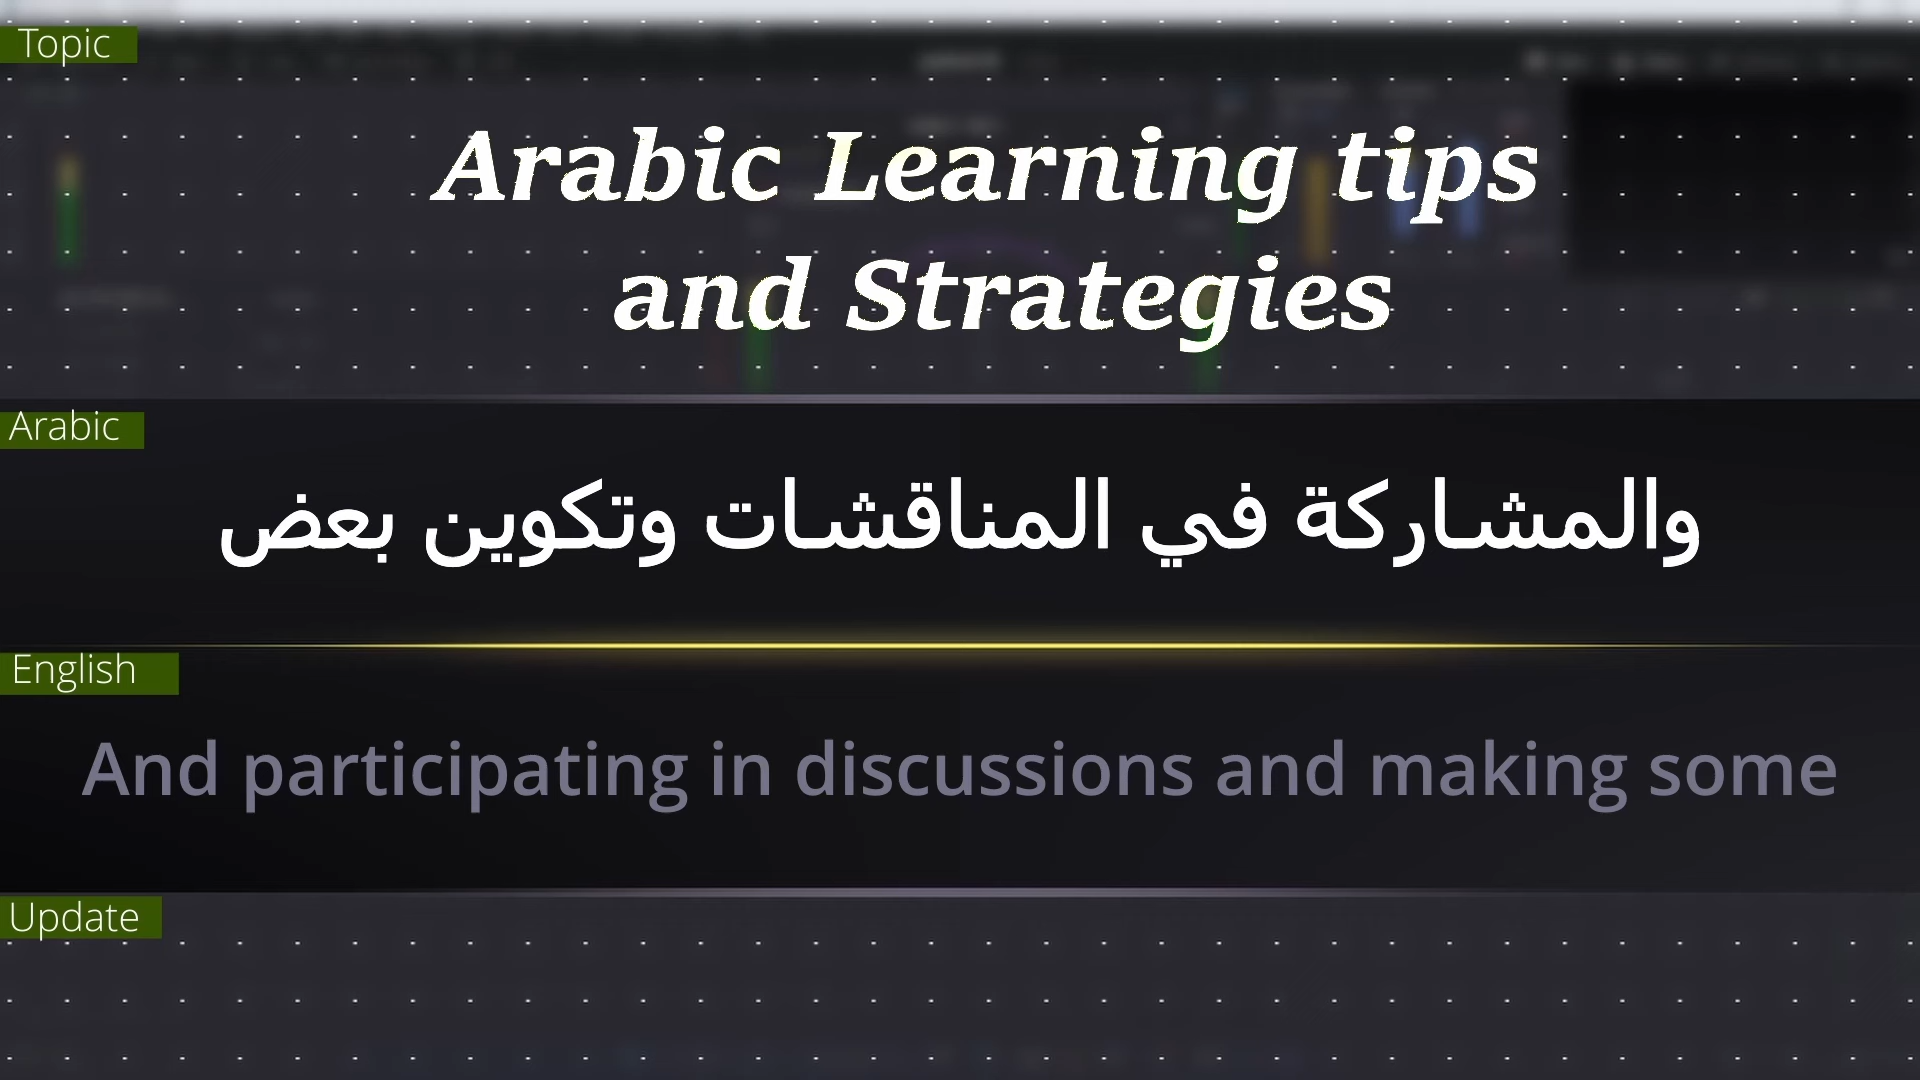 Topic
Arabic Learning tips
and Strategies
Arabic
والمشاركة في المناقشات وتكوين بعض
English
And participating in discussions and making some
Update